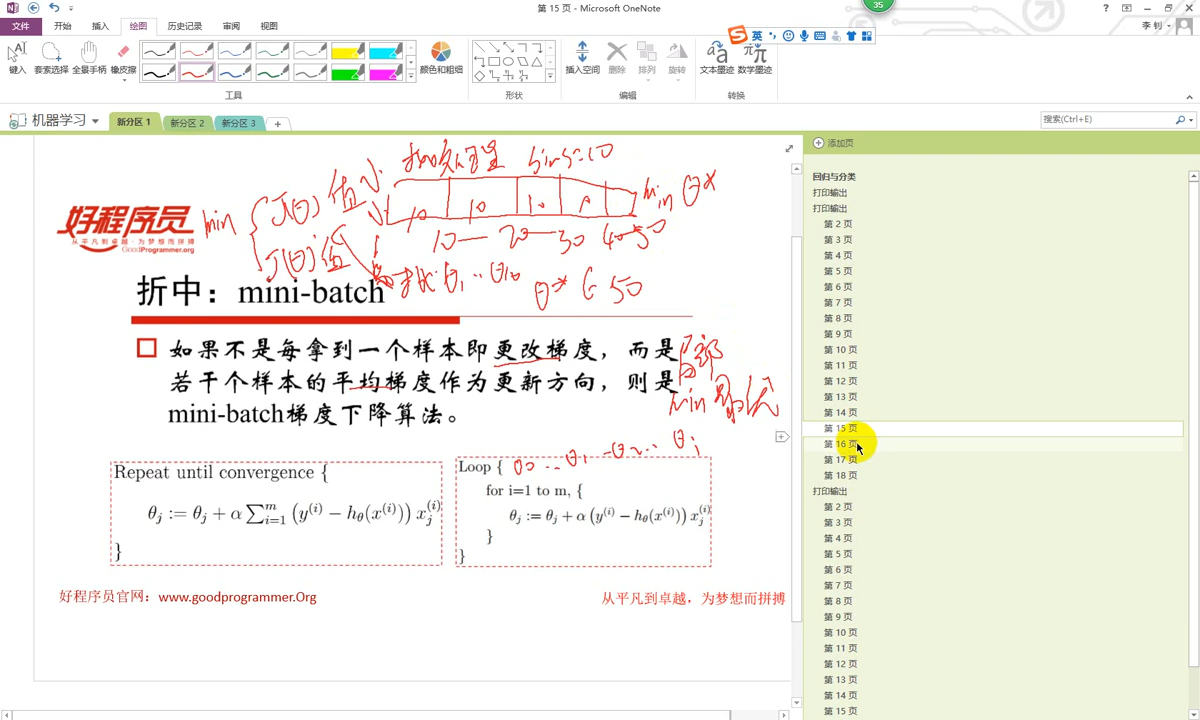 第 15 页 - Microsoft OneNote
35
?
李 钊
文件 开始 插入 绘图 历史记录 审阅 视图
英
键入 套索选择 全景手柄 橡皮擦 颜色和粗细 插入空间 删除 排列 旋转 文本墨迹 数学墨迹
工具 形状 编辑 转换
机器学习 新分区 1 新分区 2 新分区 3
搜索(Ctrl+E)
添加页
min { J(θ) 值
10 10 10
min θ*
10— 20—30 40 50
J(θ) 值
θ* 50
好程序员
从平凡到卓越·为梦想而拼搏
GoodProgrammer.org
折中：mini-batch
如果不是每拿到一个样本即更改梯度，而是
若干个样本的平均梯度作为更新方向，则是
mini-batch梯度下降算法。
局部
min 最优
Repeat until convergence {
θj := θj + α ∑ᵢ₌₁ᵐ (y⁽ⁱ⁾ − hθ(x⁽ⁱ⁾)) xj⁽ⁱ⁾
}
Loop {
for i=1 to m, {
θj := θj + α (y⁽ⁱ⁾ − hθ(x⁽ⁱ⁾)) xj⁽ⁱ⁾
}
}
好程序员官网：www.goodprogrammer.Org
从平凡到卓越，为梦想而拼搏
回归与分类
打印输出
打印输出
第 2 页
第 3 页
第 4 页
第 5 页
第 6 页
第 7 页
第 8 页
第 9 页
第 10 页
第 11 页
第 12 页
第 13 页
第 14 页
第 15 页
第 16 页
第 17 页
第 18 页
打印输出
第 2 页
第 3 页
第 4 页
第 5 页
第 6 页
第 7 页
第 8 页
第 9 页
第 10 页
第 11 页
第 12 页
第 13 页
第 14 页
第 15 页